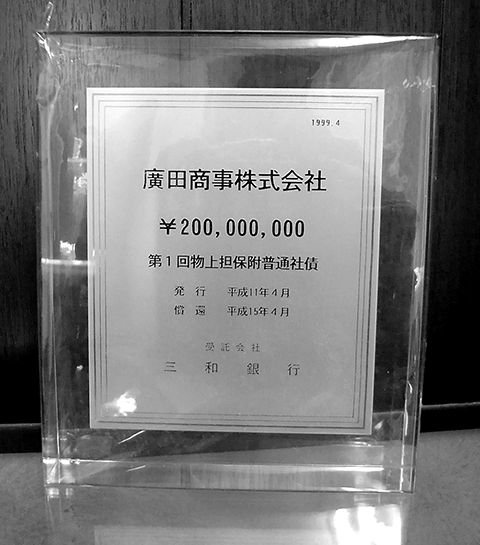 1999.4
廣田商事株式会社
￥200,000,000
第1回物上担保附普通社債
発行 平成11年4月
償還 平成15年4月
受託会社
三和銀行